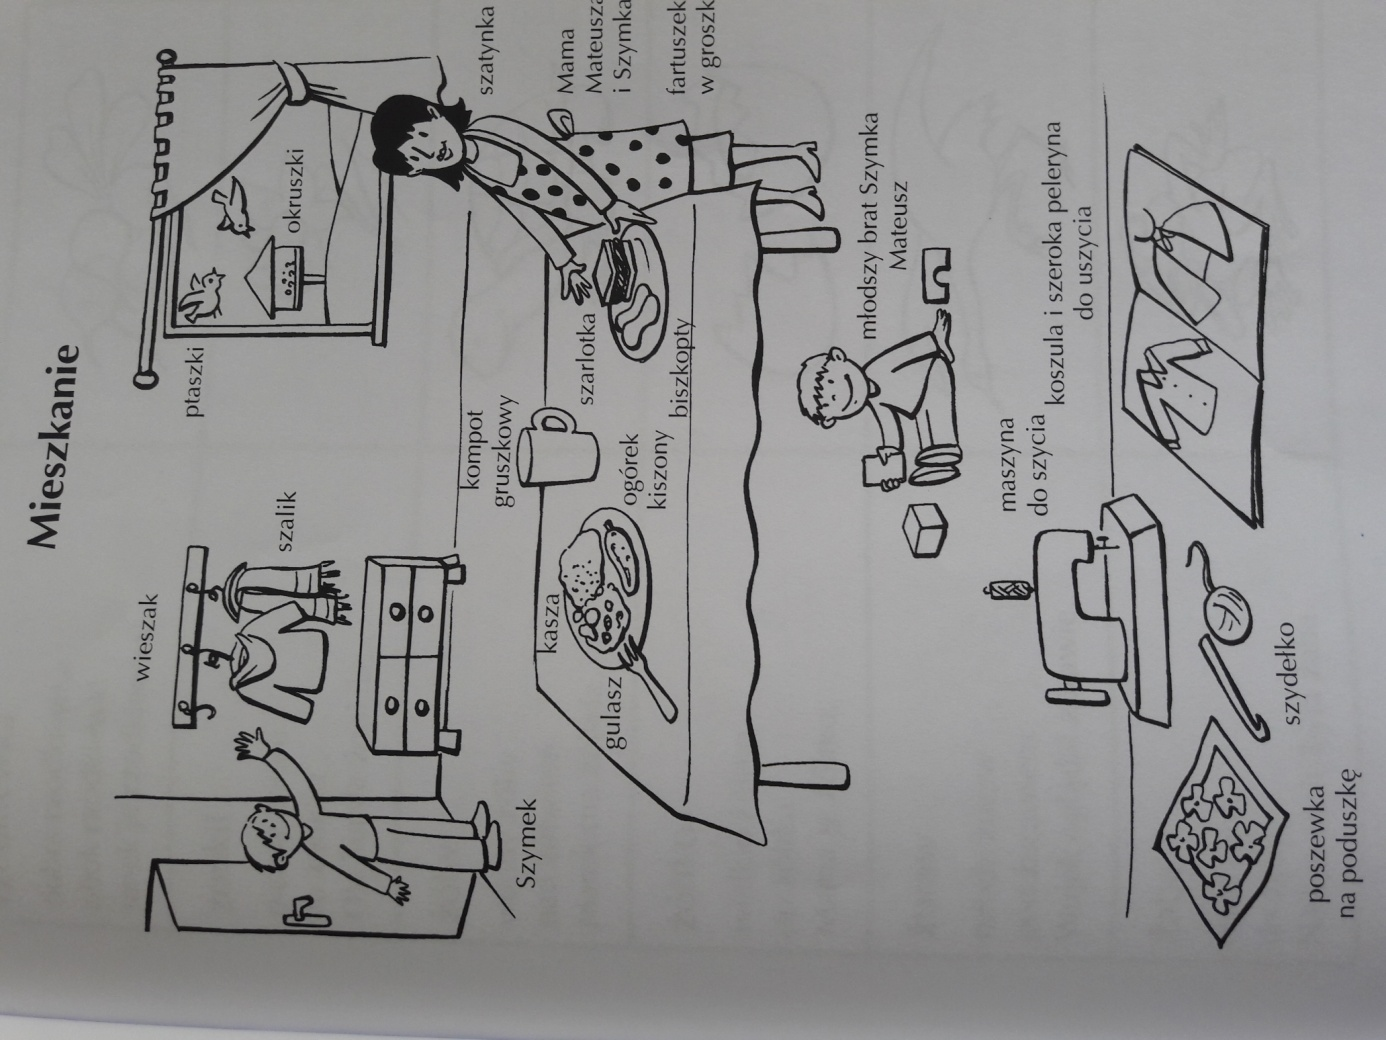 Mieszkanie
wieszak
szalik
ptaszki
okruszki
Szymek
kompot
gruszkowy
szatynka
Mama
Mateusza
i Szymka
fartuszek
w groszki
kasza
gulasz
ogórek
kiszony
szarlotka
biszkopty
młodszy brat Szymka
Mateusz
maszyna
do szycia
koszula i szeroka peleryna
do uszycia
szydełko
poszewka
na poduszkę